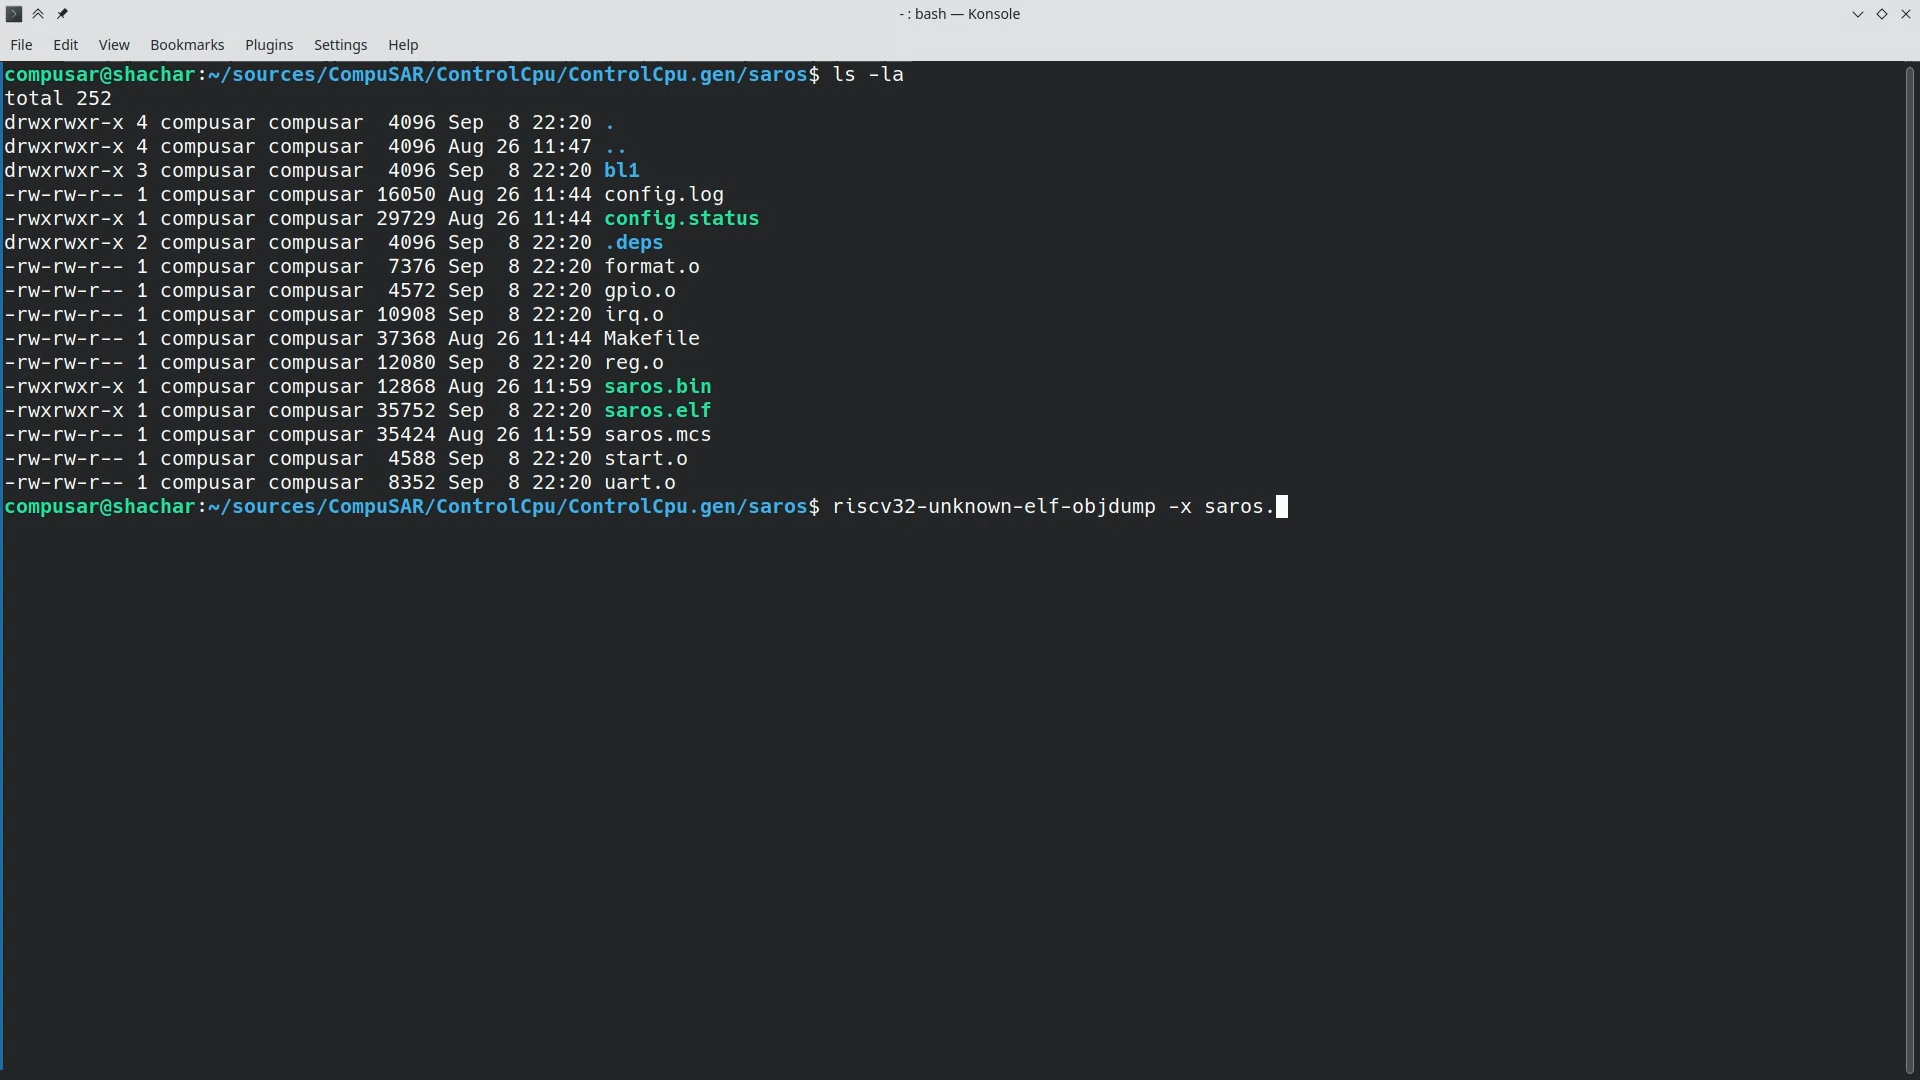 - : bash — Konsole
File Edit View Bookmarks Plugins Settings Help
compusar@shachar:~/sources/CompuSAR/ControlCpu/ControlCpu.gen/saros$ ls -la
total 252
drwxrwxr-x 4 compusar compusar  4096 Sep  8 22:20 .
drwxrwxr-x 4 compusar compusar  4096 Aug 26 11:47 ..
drwxrwxr-x 3 compusar compusar  4096 Sep  8 22:20 bl1
-rw-rw-r-- 1 compusar compusar 16050 Aug 26 11:44 config.log
-rwxrwxr-x 1 compusar compusar 29729 Aug 26 11:44 config.status
drwxrwxr-x 2 compusar compusar  4096 Sep  8 22:20 .deps
-rw-rw-r-- 1 compusar compusar  7376 Sep  8 22:20 format.o
-rw-rw-r-- 1 compusar compusar  4572 Sep  8 22:20 gpio.o
-rw-rw-r-- 1 compusar compusar 10908 Sep  8 22:20 irq.o
-rw-rw-r-- 1 compusar compusar 37368 Aug 26 11:44 Makefile
-rw-rw-r-- 1 compusar compusar 12080 Sep  8 22:20 reg.o
-rwxrwxr-x 1 compusar compusar 12868 Aug 26 11:59 saros.bin
-rwxrwxr-x 1 compusar compusar 35752 Sep  8 22:20 saros.elf
-rw-rw-r-- 1 compusar compusar 35424 Aug 26 11:59 saros.mcs
-rw-rw-r-- 1 compusar compusar  4588 Sep  8 22:20 start.o
-rw-rw-r-- 1 compusar compusar  8352 Sep  8 22:20 uart.o
compusar@shachar:~/sources/CompuSAR/ControlCpu/ControlCpu.gen/saros$ riscv32-unknown-elf-objdump -x saros.